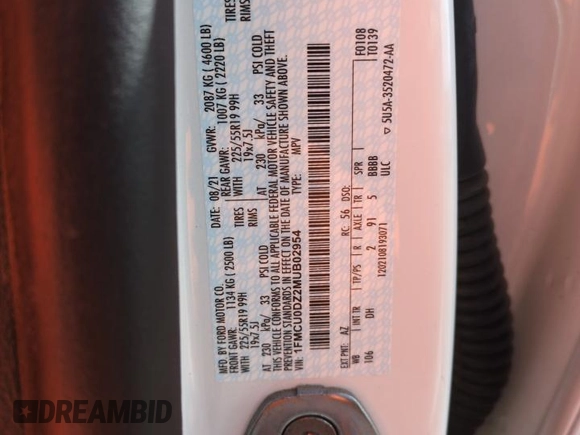 MFD. BY FORD MOTOR CO.
DATE: 08/21 GVWR: 2087 KG ( 4600 LB)
FRONT GAWR: 1134 KG ( 2500 LB) REAR GAWR: 1007 KG ( 2220 LB)
WITH 225/55R19 99H TIRES WITH 225/55R19 99H TIRES
19x7.5J RIMS 19x7.5J RIMS
AT 230 kPa/ 33 PSI COLD AT 230 kPa/ 33 PSI COLD
THIS VEHICLE CONFORMS TO ALL APPLICABLE FEDERAL MOTOR VEHICLE SAFETY AND THEFT
PREVENTION STANDARDS IN EFFECT ON THE DATE OF MANUFACTURE SHOWN ABOVE.
VIN: 1FMCU0DZ2MUB02954 TYPE: MPV
F0108
T0139
EXT PNT: AZ RC: 56 DSO:
WB INT TR TP/PS R AXLE TR SPR
106 DH 2 91 5 BBBB
1202108193071 ULC
5U5A-3520472-AA
DREAMBID